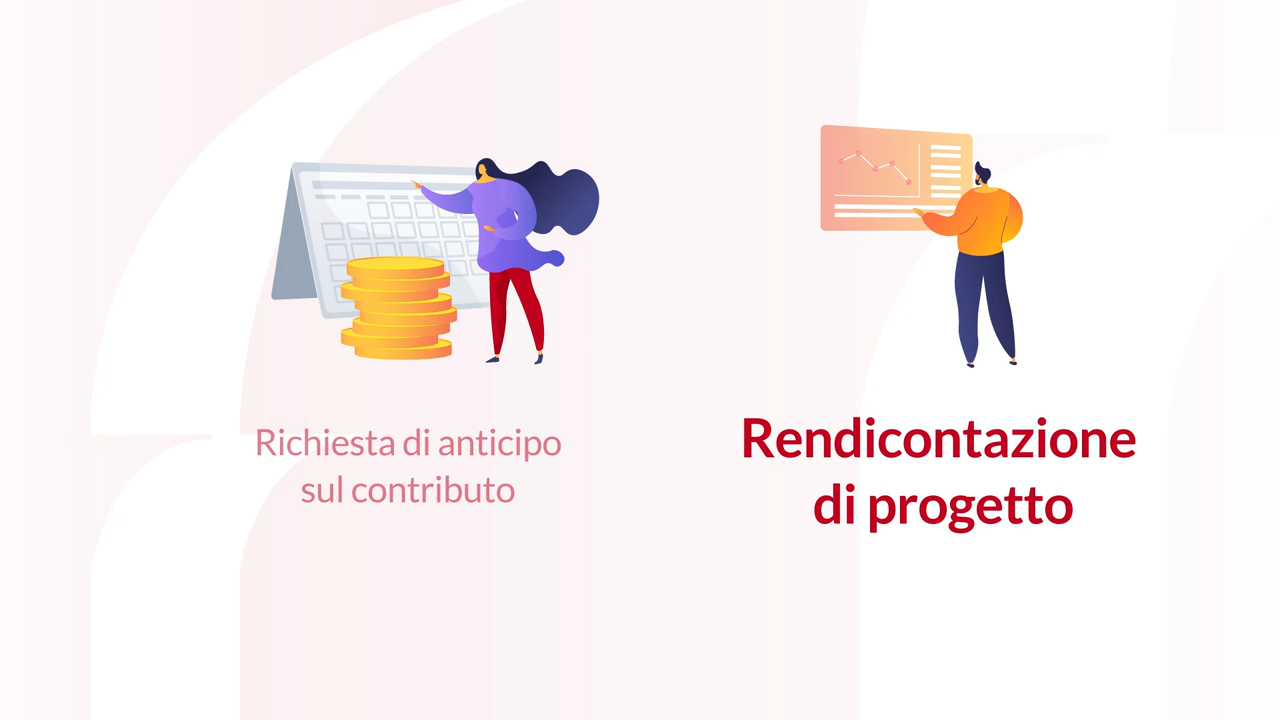 Richiesta di anticipo
sul contributo
Rendicontazione
di progetto